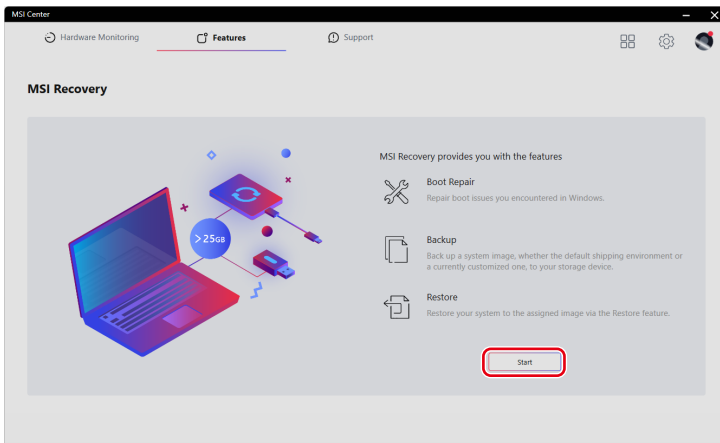 MSI Center
Hardware Monitoring
Features
Support
MSI Recovery
MSI Recovery provides you with the features
Boot Repair
Repair boot issues you encountered in Windows.
Backup
Back up a system image, whether the default shipping environment or
a currently customized one, to your storage device.
Restore
Restore your system to the assigned image via the Restore feature.
>25GB
Start